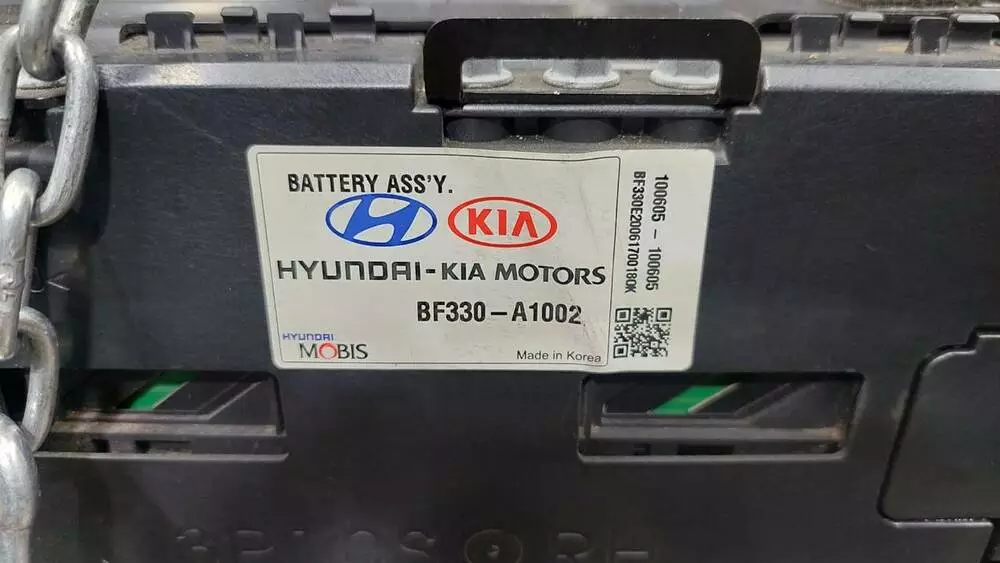 BATTERY ASS'Y.
KIA
HYUNDAI-KIA MOTORS
BF330-A1002
HYUNDAI
MOBIS
Made in Korea
100605 - 100605
BF330E2006170018OK